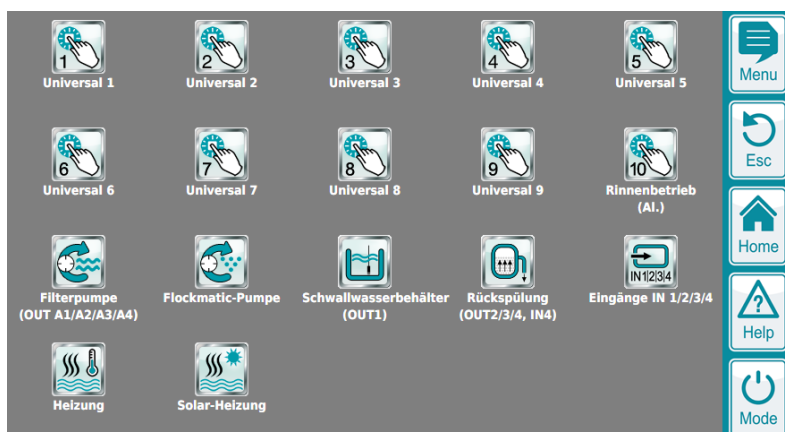 1
2
3
4
5
Universal 1
Universal 2
Universal 3
Universal 4
Universal 5
Menu
6
7
8
9
10
Universal 6
Universal 7
Universal 8
Universal 9
Rinnenbetrieb
(Al.)
Esc
Home
IN1|2|3|4
Filterpumpe
(OUT A1/A2/A3/A4)
Flockmatic-Pumpe
Schwallwasserbehälter
(OUT1)
Rückspülung
(OUT2/3/4, IN4)
Eingänge IN 1/2/3/4
?
Help
Heizung
Solar-Heizung
Mode